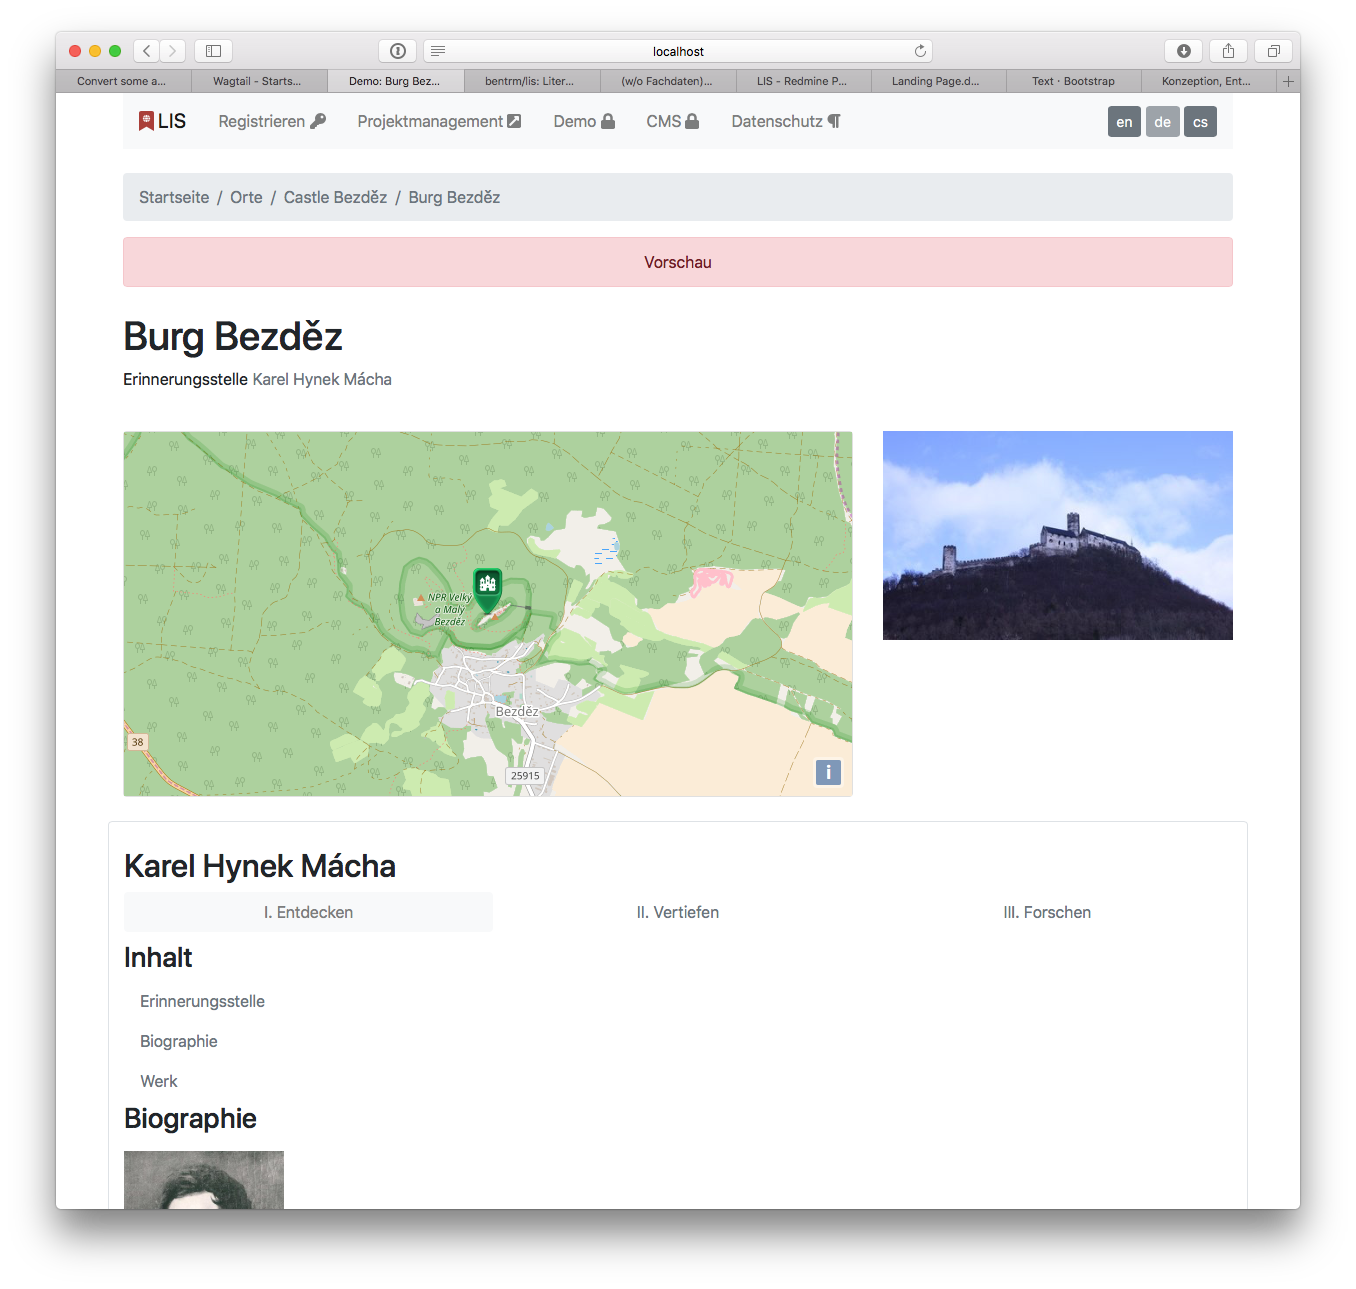 localhost
Convert some a...
Wagtail - Starts...
Demo: Burg Bez...
bentrm/lis: Liter...
(w/o Fachdaten)...
LIS - Redmine P...
Landing Page.d...
Text · Bootstrap
Konzeption, Ent...
LIS Registrieren Projektmanagement Demo CMS Datenschutz ¶ en de cs
Startseite / Orte / Castle Bezděz / Burg Bezděz
Vorschau
Burg Bezděz
Erinnerungsstelle Karel Hynek Mácha
NPR Velký
a Malý
Bezděz
Bezděz
38
25915
i
Karel Hynek Mácha
I. Entdecken II. Vertiefen III. Forschen
Inhalt
Erinnerungsstelle
Biographie
Werk
Biographie